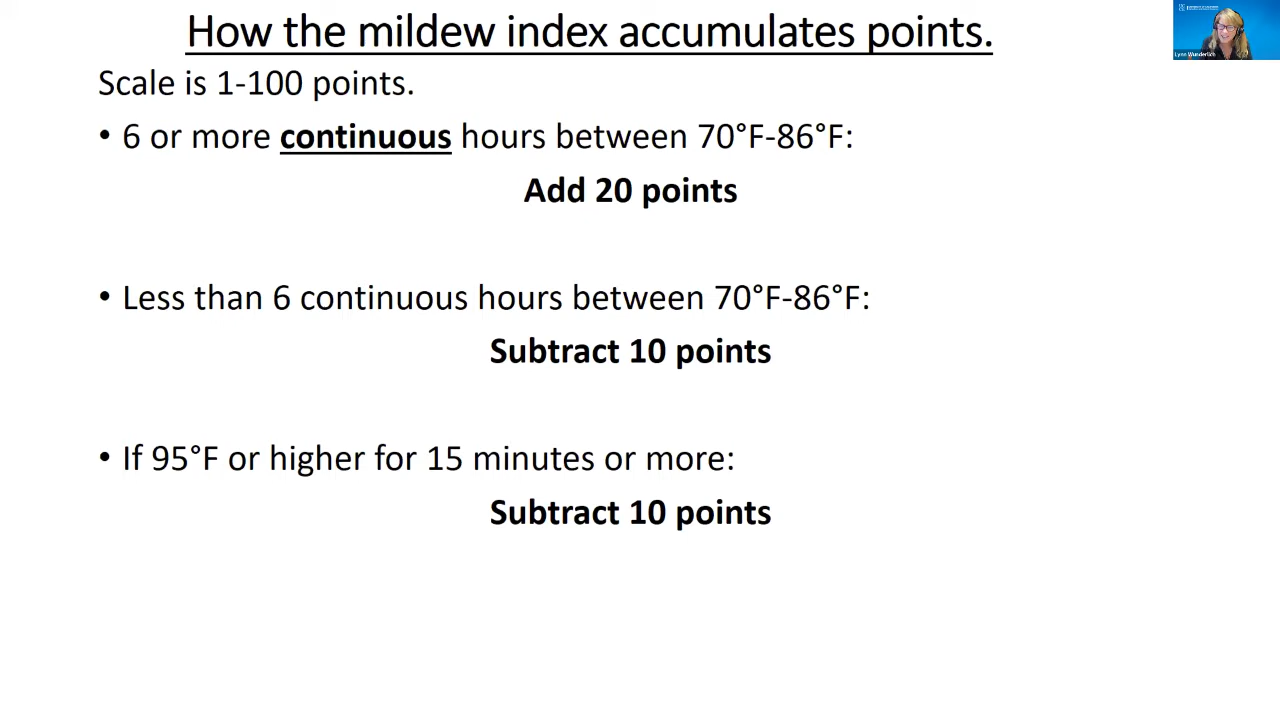 How the mildew index accumulates points.
Scale is 1-100 points.
• 6 or more continuous hours between 70°F-86°F:
Add 20 points
• Less than 6 continuous hours between 70°F-86°F:
Subtract 10 points
• If 95°F or higher for 15 minutes or more:
Subtract 10 points
Lynn Wunderlich